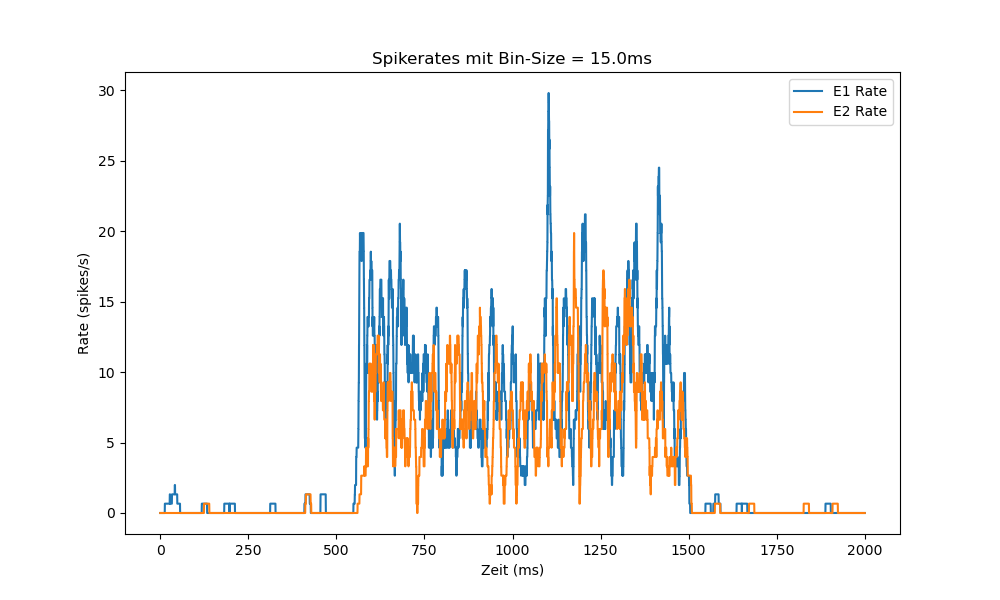 Spikerates mit Bin-Size = 15.0ms
E1 Rate
E2 Rate
Rate (spikes/s)
30
25
20
15
10
5
0
0 250 500 750 1000 1250 1500 1750 2000
Zeit (ms)